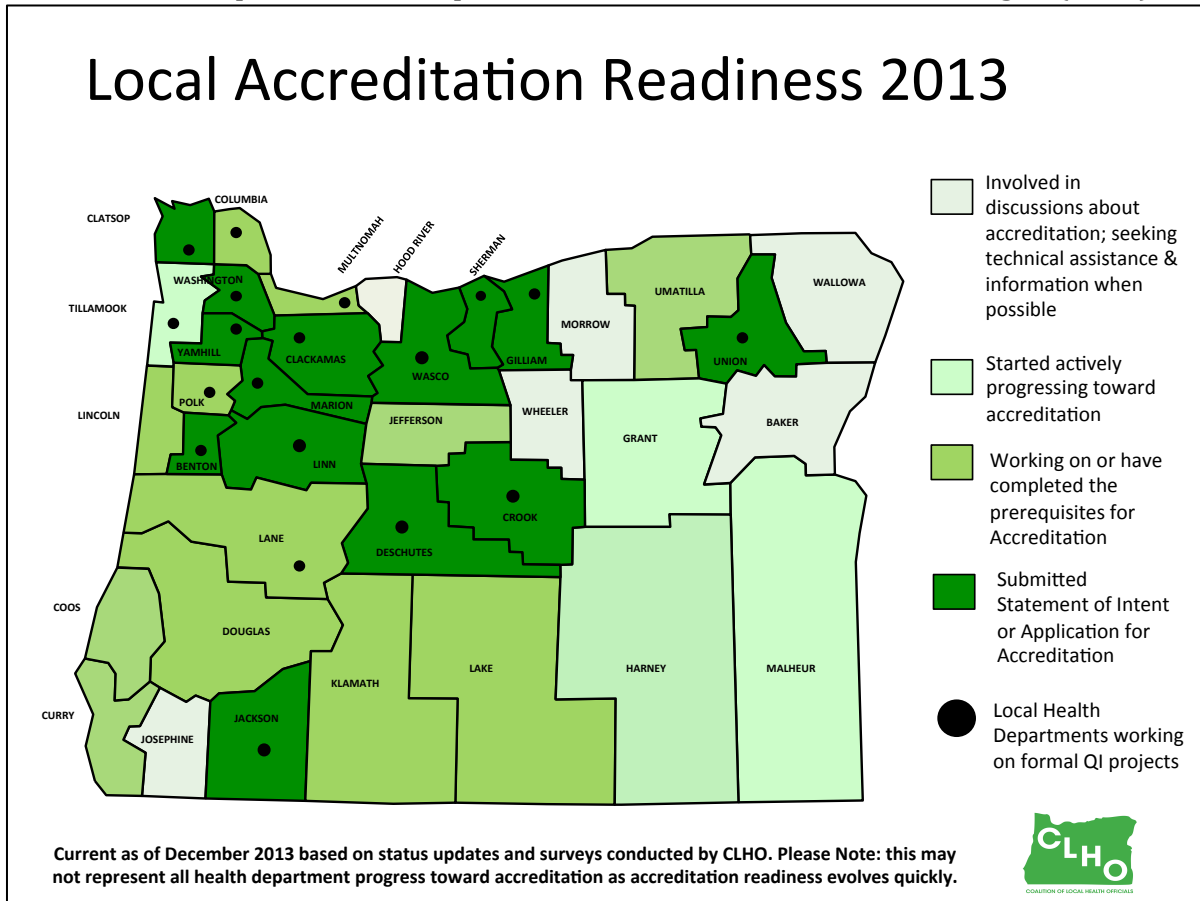 Local Accreditation Readiness 2013
COLUMBIA
CLATSOP
MULTNOMAH
HOOD RIVER
SHERMAN
WASHINGTON
TILLAMOOK
UMATILLA
WALLOWA
MORROW
YAMHILL
CLACKAMAS
GILLIAM
UNION
WASCO
POLK
MARION
LINCOLN
JEFFERSON
WHEELER
BAKER
GRANT
BENTON
LINN
CROOK
LANE
DESCHUTES
COOS
DOUGLAS
KLAMATH
LAKE
HARNEY
MALHEUR
CURRY
JACKSON
JOSEPHINE
Involved in
discussions about
accreditation; seeking
technical assistance &
information when
possible
Started actively
progressing toward
accreditation
Working on or have
completed the
prerequisites for
Accreditation
Submitted
Statement of Intent
or Application for
Accreditation
Local Health
Departments working
on formal QI projects
Current as of December 2013 based on status updates and surveys conducted by CLHO. Please Note: this may
not represent all health department progress toward accreditation as accreditation readiness evolves quickly.
CLHO
COALITION OF LOCAL HEALTH OFFICIALS